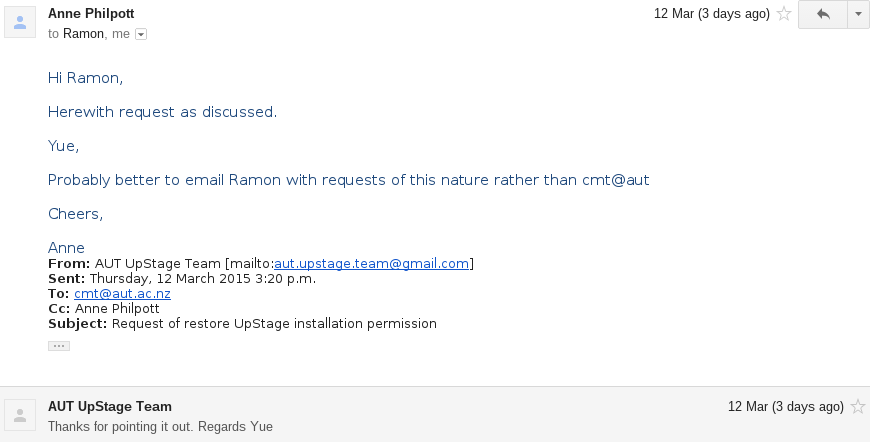 Anne Philpott 12 Mar (3 days ago)
to Ramon, me
Hi Ramon,
Herewith request as discussed.
Yue,
Probably better to email Ramon with requests of this nature rather than cmt@aut
Cheers,
Anne
From: AUT UpStage Team [mailto:aut.upstage.team@gmail.com]
Sent: Thursday, 12 March 2015 3:20 p.m.
To: cmt@aut.ac.nz
Cc: Anne Philpott
Subject: Request of restore UpStage installation permission
AUT UpStage Team 12 Mar (3 days ago)
Thanks for pointing it out. Regards Yue